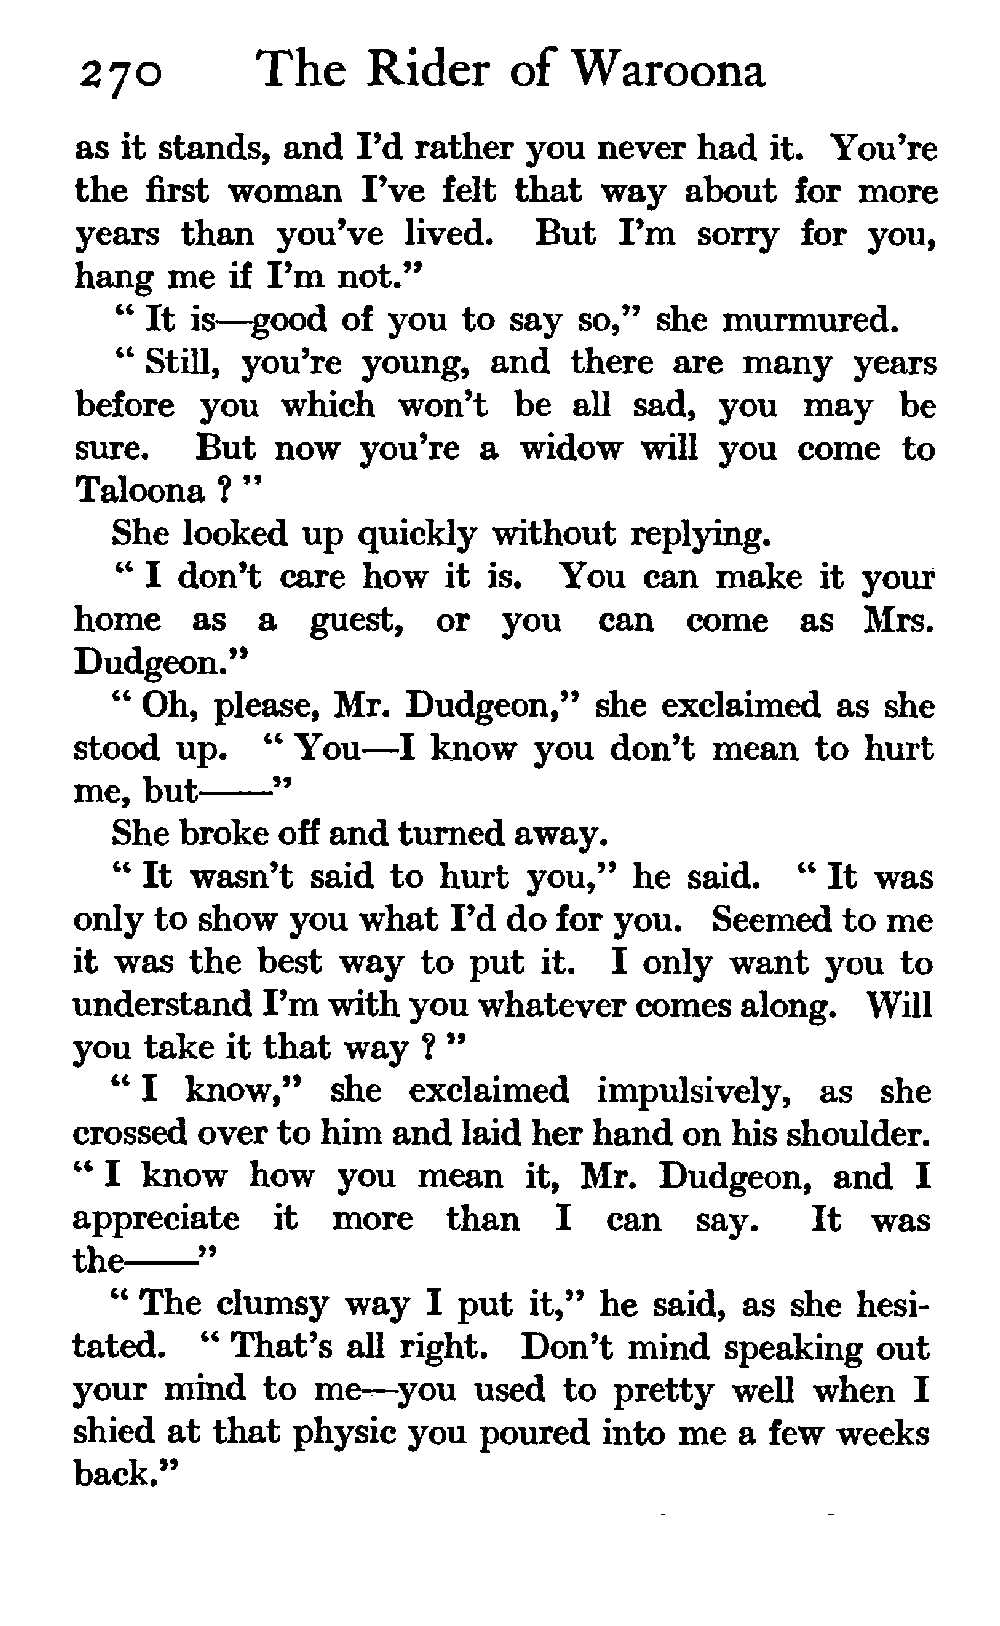 270 The Rider of Waroona
as it stands, and I'd rather you never had it. You're
the first woman I've felt that way about for more
years than you've lived. But I'm sorry for you,
hang me if I'm not."
" It is—good of you to say so," she murmured.
" Still, you're young, and there are many years
before you which won't be all sad, you may be
sure. But now you're a widow will you come to
Taloona ? "
She looked up quickly without replying.
" I don't care how it is. You can make it your
home as a guest, or you can come as Mrs.
Dudgeon."
" Oh, please, Mr. Dudgeon," she exclaimed as she
stood up. " You—I know you don't mean to hurt
me, but——"
She broke off and turned away.
" It wasn't said to hurt you," he said. " It was
only to show you what I'd do for you. Seemed to me
it was the best way to put it. I only want you to
understand I'm with you whatever comes along. Will
you take it that way ? "
" I know," she exclaimed impulsively, as she
crossed over to him and laid her hand on his shoulder.
" I know how you mean it, Mr. Dudgeon, and I
appreciate it more than I can say. It was
the——"
" The clumsy way I put it," he said, as she hesi-
tated. " That's all right. Don't mind speaking out
your mind to me—you used to pretty well when I
shied at that physic you poured into me a few weeks
back."